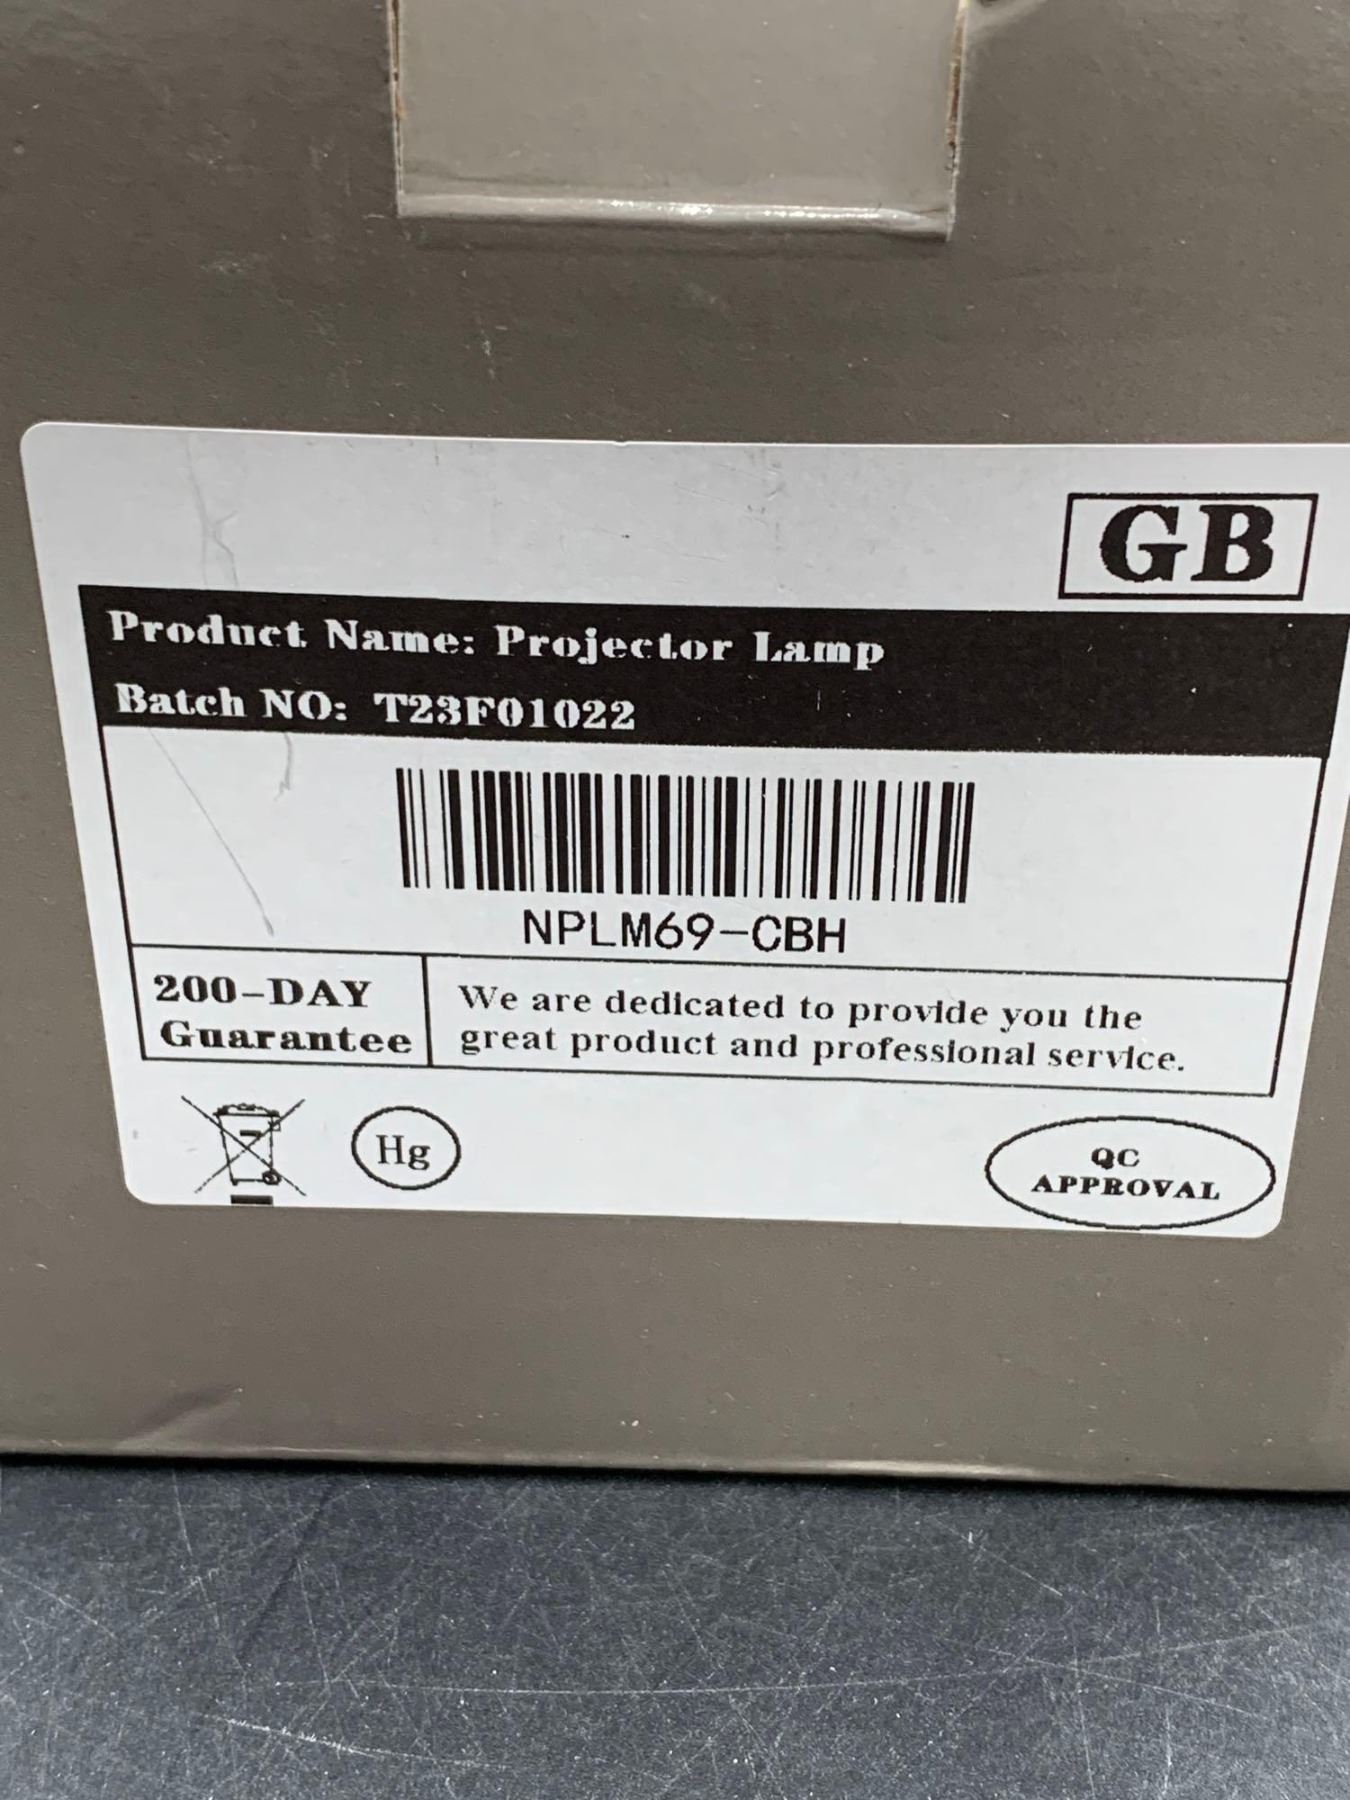 GB
Product Name: Projector Lamp
Batch NO: T23F01022
NPLM69-CBH
200-DAY
Guarantee
We are dedicated to provide you the
great product and professional service.
Hg
QC
APPROVAL